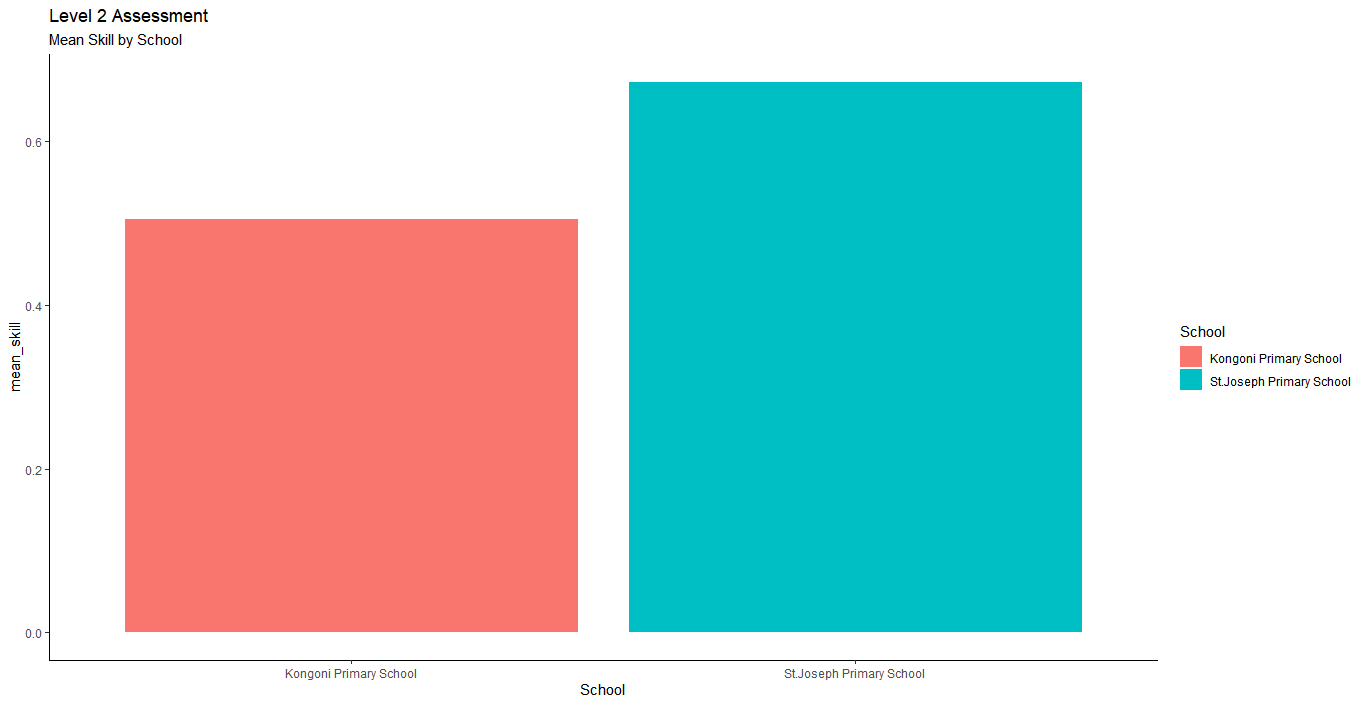 Level 2 Assessment
Mean Skill by School
0.6
0.4
0.2
0.0
mean_skill
Kongoni Primary School
St.Joseph Primary School
School
School
Kongoni Primary School
St.Joseph Primary School